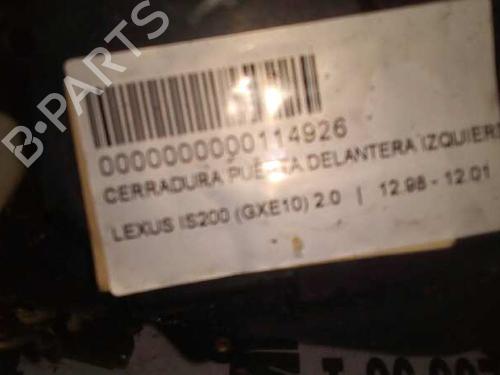 B-PARTS
0000000000114926
CERRADURA PUERTA DELANTERA IZQUIER
LEXUS IS200 (GXE10) 2.0 | 12.98 - 12.01